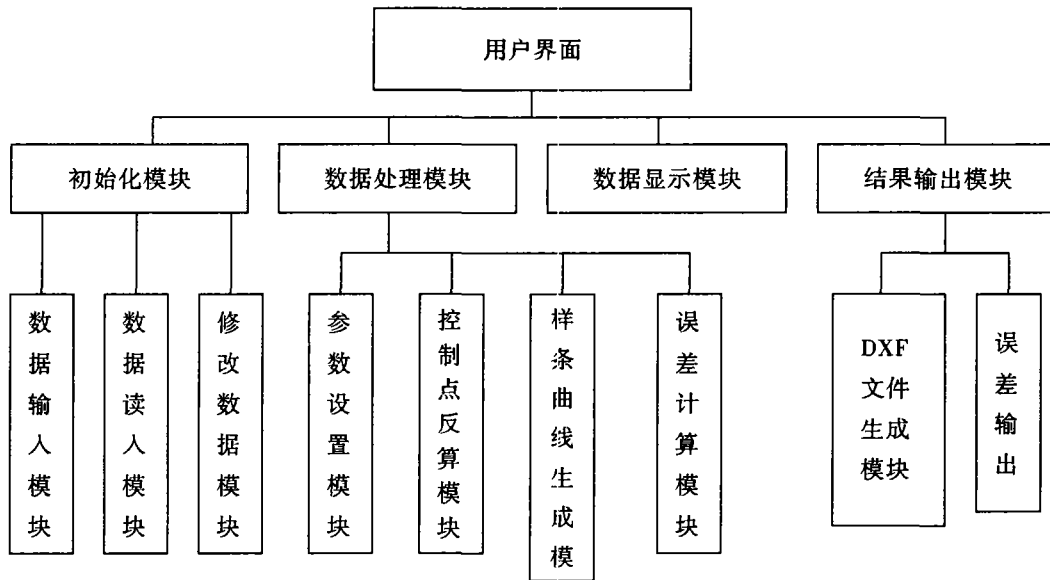 用户界面
初始化模块
数据处理模块
数据显示模块
结果输出模块
数据输入模块
数据读入模块
修改数据模块
参数设置模块
控制点反算模块
样条曲线生成模
误差计算模块
DXF
文件
生成
模块
误差输出